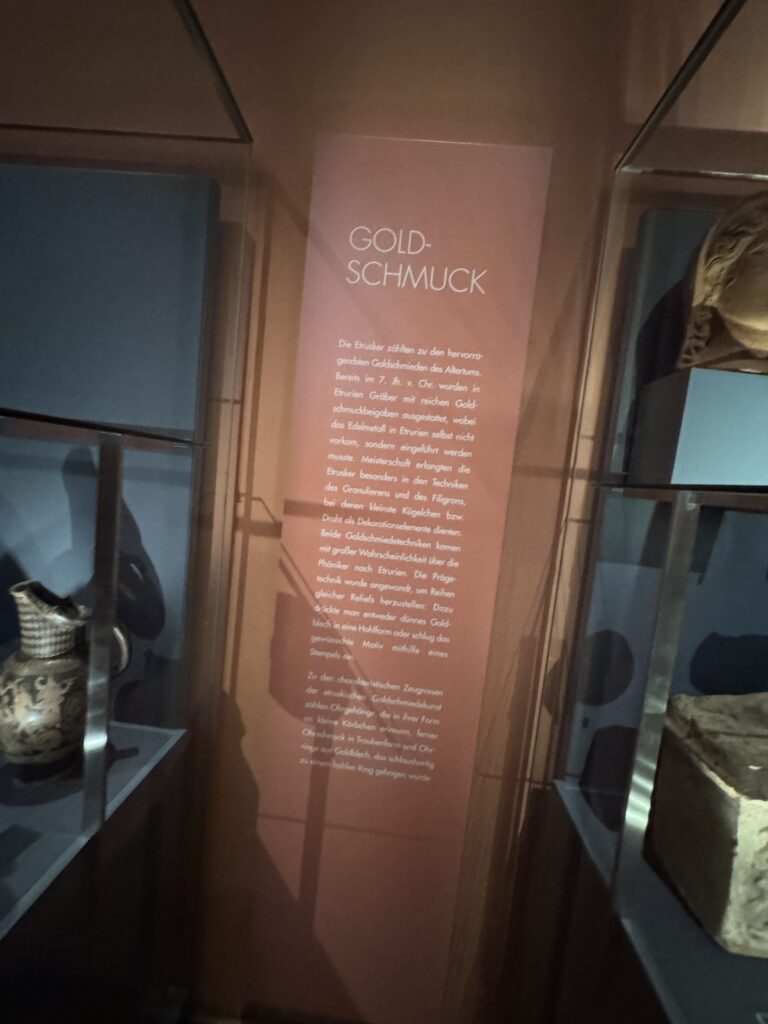 GOLD-
SCHMUCK
Die Etrusker zählten zu den hervorra-
gendsten Goldschmieden des Altertums.
Bereits im 7. Jh. v. Chr. wurden in
Etrurien Gräber mit reichen Gold-
schmuckbeigaben ausgestattet, wobei
das Edelmetall in Etrurien selbst nicht
vorkam, sondern eingeführt werden
musste. Meisterschaft erlangten die
Etrusker besonders in den Techniken
des Granulierens und des Filigrans,
bei denen kleinste Kügelchen bzw.
Draht als Dekorationselemente dienten.
Beide Goldschmiedetechniken kamen
mit großer Wahrscheinlichkeit über die
Phöniker nach Etrurien. Die Präge-
technik wurde angewandt, um Reihen
gleicher Reliefs herzustellen: Dazu
drückte man entweder dünnes Gold-
blech in eine Hohlform oder schlug das
gewünschte Motiv mithilfe eines
Stempels ein.
Zu den charakteristischen Zeugnissen
der etruskischen Goldschmiedekunst
zählen Ohrgehänge, die in ihrer Form
an kleine Körbchen erinnern, ferner
Ohrschmuck in Traubenform und Ohr-
ringe aus Goldblech, das schlauchartig
zu einem hohlen Ring gebogen wurde.